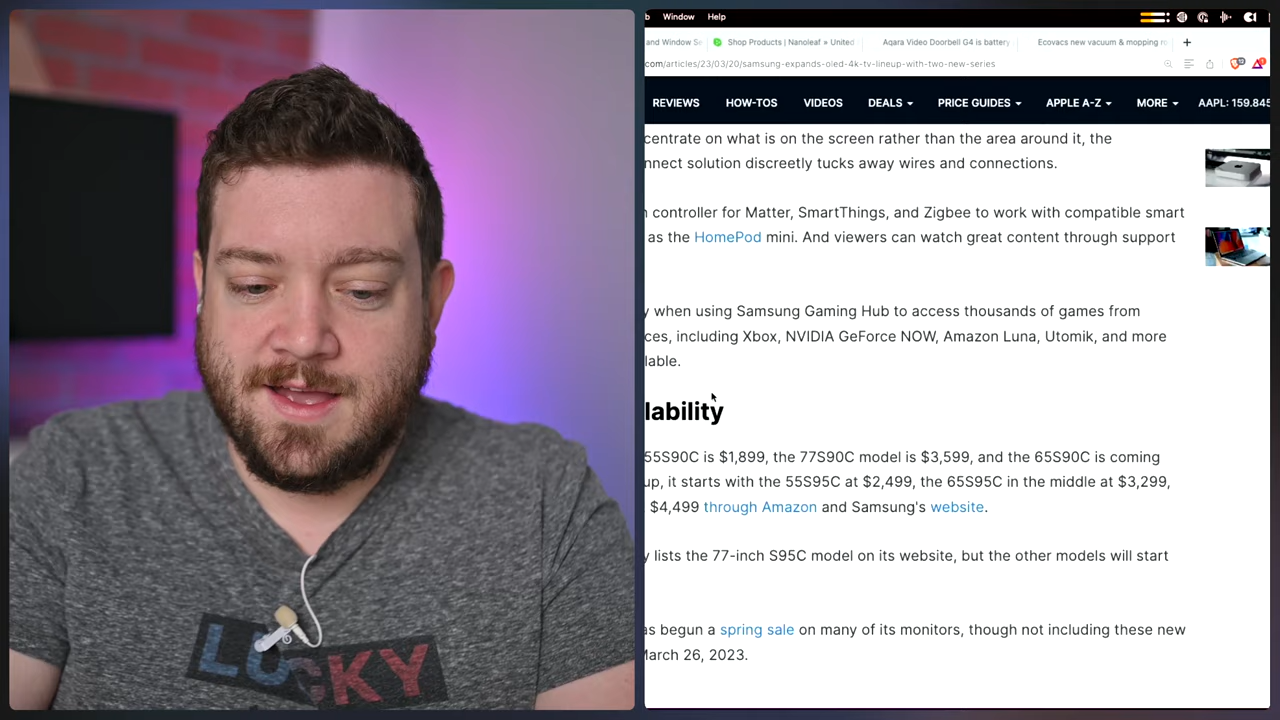 LUCKY
Window Help
and Window Se
Shop Products | Nanoleaf » United
Aqara Video Doorbell G4 is battery
Ecovacs new vacuum & mopping ro
com/articles/23/03/20/samsung-expands-oled-4k-tv-lineup-with-two-new-series
REVIEWS HOW-TOS VIDEOS DEALS PRICE GUIDES APPLE A-Z MORE AAPL: 159.845
centrate on what is on the screen rather than the area around it, the
nnect solution discreetly tucks away wires and connections.
controller for Matter, SmartThings, and Zigbee to work with compatible smart
as the HomePod mini. And viewers can watch great content through support
y when using Samsung Gaming Hub to access thousands of games from
ces, including Xbox, NVIDIA GeForce NOW, Amazon Luna, Utomik, and more
lable.
lability
55S90C is $1,899, the 77S90C model is $3,599, and the 65S90C is coming
up, it starts with the 55S95C at $2,499, the 65S95C in the middle at $3,299,
$4,499 through Amazon and Samsung's website.
y lists the 77-inch S95C model on its website, but the other models will start
as begun a spring sale on many of its monitors, though not including these new
March 26, 2023.